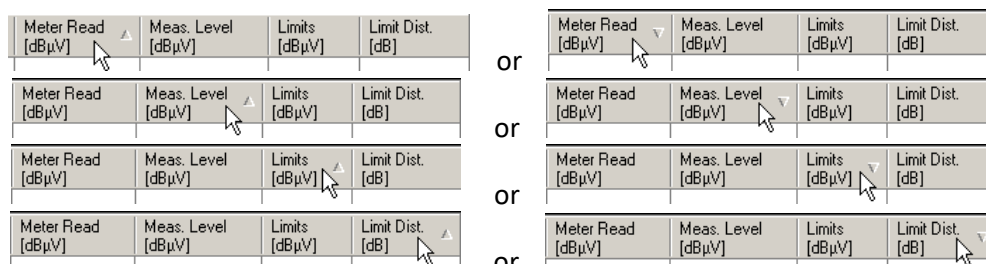 Meter Read Meas. Level Limits Limit Dist.
[dBµV] [dBµV] [dBµV] [dB]
Meter Read Meas. Level Limits Limit Dist.
[dBµV] [dBµV] [dBµV] [dB]
or
Meter Read Meas. Level Limits Limit Dist.
[dBµV] [dBµV] [dBµV] [dB]
Meter Read Meas. Level Limits Limit Dist.
[dBµV] [dBµV] [dBµV] [dB]
or
Meter Read Meas. Level Limits Limit Dist.
[dBµV] [dBµV] [dBµV] [dB]
Meter Read Meas. Level Limits Limit Dist.
[dBµV] [dBµV] [dBµV] [dB]
or
Meter Read Meas. Level Limits Limit Dist.
[dBµV] [dBµV] [dBµV] [dB]
Meter Read Meas. Level Limits Limit Dist.
[dBµV] [dBµV] [dBµV] [dB]
or